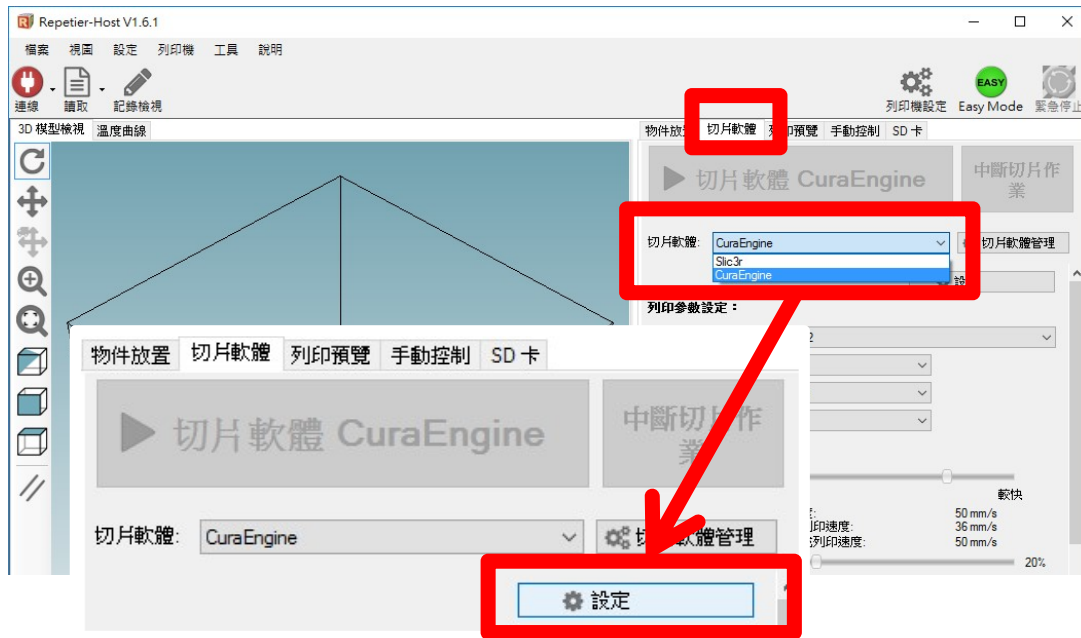 Repetier-Host V1.6.1
檔案 視圖 設定 列印機 工具 說明
連線 讀取 記錄檢視 列印機設定 EASY Easy Mode 緊急停止
3D 模型檢視 溫度曲線
物件放置 切片軟體 列印預覽 手動控制 SD 卡
切片軟體 CuraEngine
中斷切片作
業
切片軟體: CuraEngine 切片軟體管理
Slic3r
CuraEngine
列印參數設定：
較快
50 mm/s
印速度: 36 mm/s
列印速度: 50 mm/s
20%
物件放置 切片軟體 列印預覽 手動控制 SD 卡
切片軟體 CuraEngine
中斷切片作
業
切片軟體: CuraEngine 軟體管理
設定